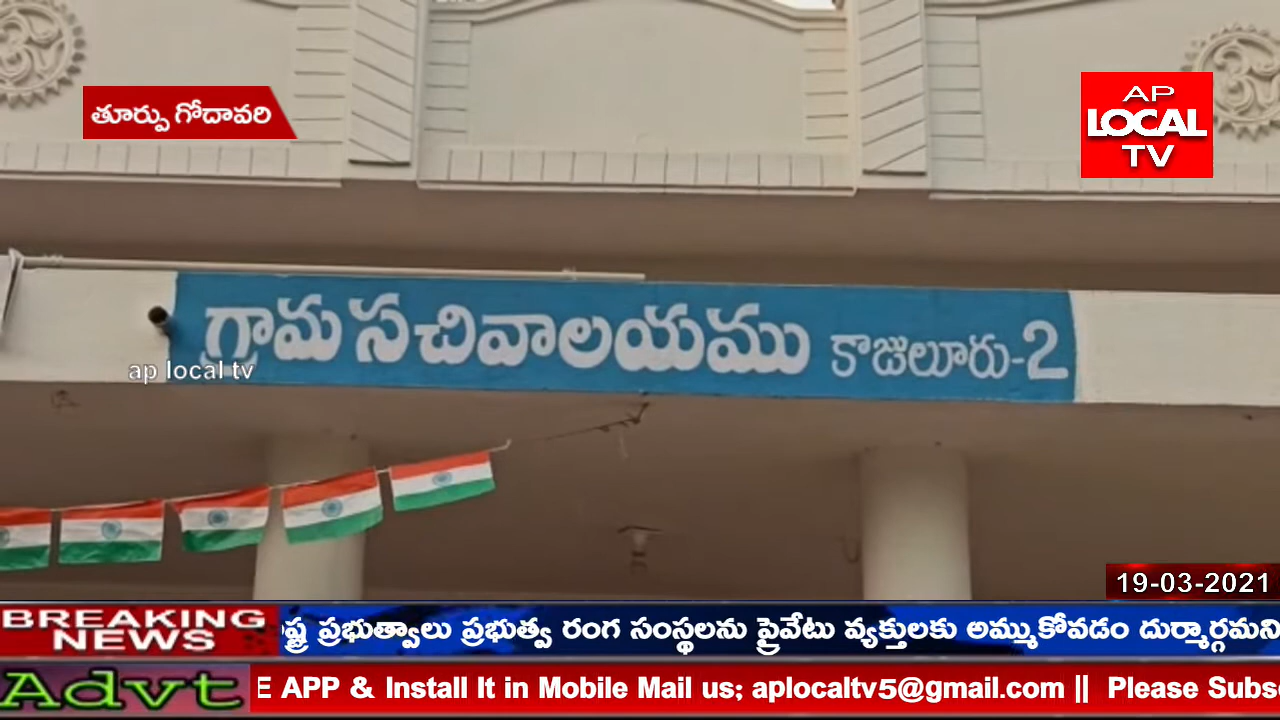 తూర్పు గోదావరి
AP
LOCAL
TV
గ్రామ సచివాలయము కాజులూరు-2
ap local tv
19-03-2021
BREAKING
NEWS
ప్రభుత్వాలు ప్రభుత్వ రంగ సంస్థలను ప్రైవేటు వ్యక్తులకు అమ్ముకోవడం దుర్మార్గమని
Advt
E APP & Install It in Mobile Mail us; aplocaltv5@gmail.com || Please Subs